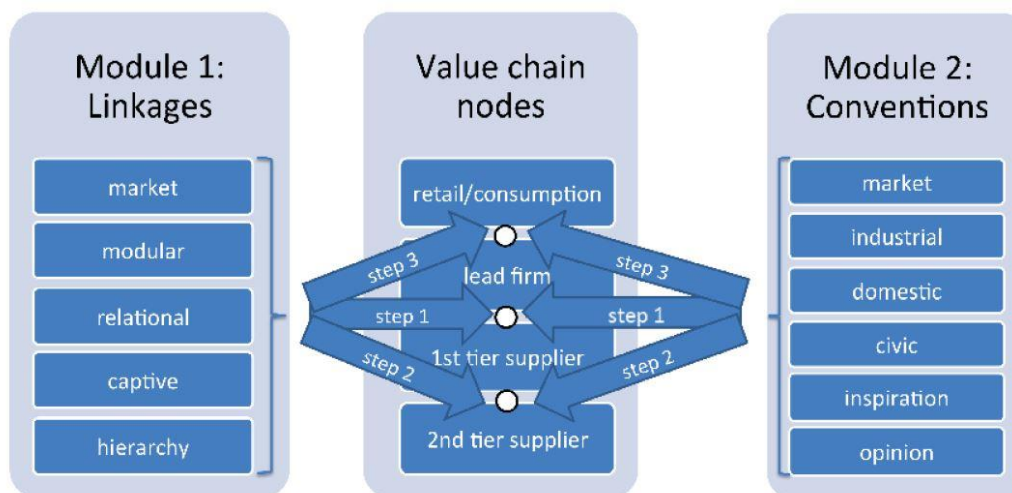 Module 1:
Linkages
market
modular
relational
captive
hierarchy
Value chain
nodes
retail/consumption
step 3
lead firm
step 1
1st tier supplier
step 2
2nd tier supplier
step 3
step 1
step 2
Module 2:
Conventions
market
industrial
domestic
civic
inspiration
opinion